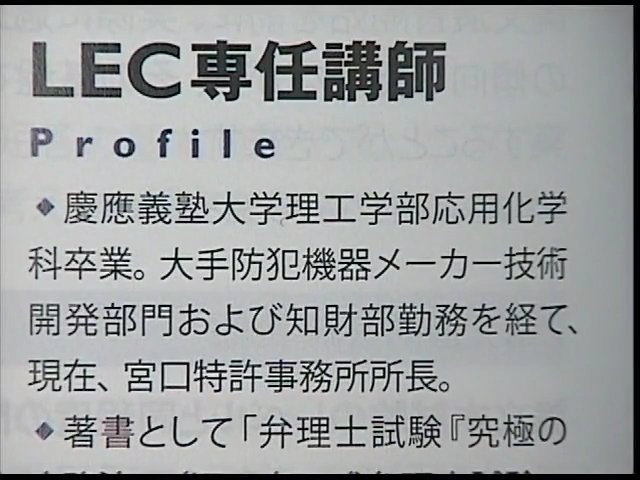 LEC専任講師
Profile
◆慶應義塾大学理工学部応用化学
科卒業。大手防犯機器メーカー技術
開発部門および知財部勤務を経て、
現在、宮口特許事務所所長。
◆著書として「弁理士試験『究極の